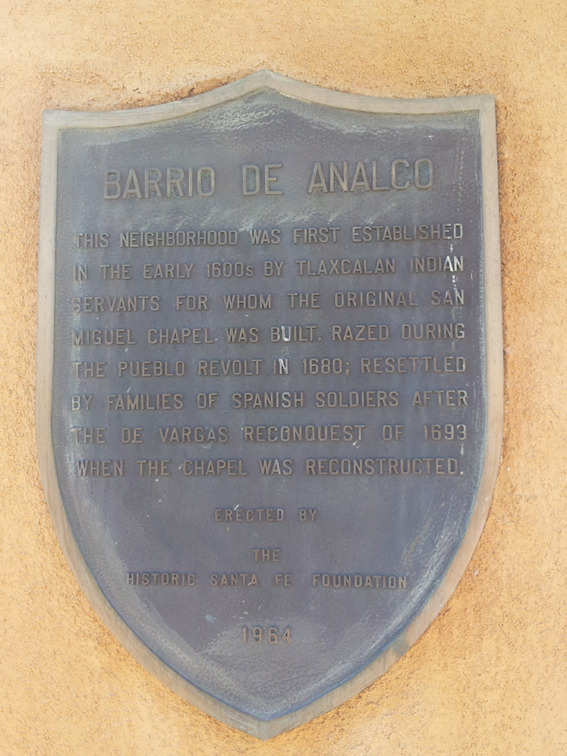 BARRIO DE ANALCO
THIS NEIGHBORHOOD WAS FIRST ESTABLISHED
IN THE EARLY 1600s BY TLAXCALAN INDIAN
SERVANTS FOR WHOM THE ORIGINAL SAN
MIGUEL CHAPEL WAS BUILT. RAZED DURING
THE PUEBLO REVOLT IN 1680; RESETTLED
BY FAMILIES OF SPANISH SOLDIERS AFTER
THE DE VARGAS RECONQUEST OF 1693
WHEN THE CHAPEL WAS RECONSTRUCTED.
ERECTED BY
THE
HISTORIC SANTA FE FOUNDATION
1964